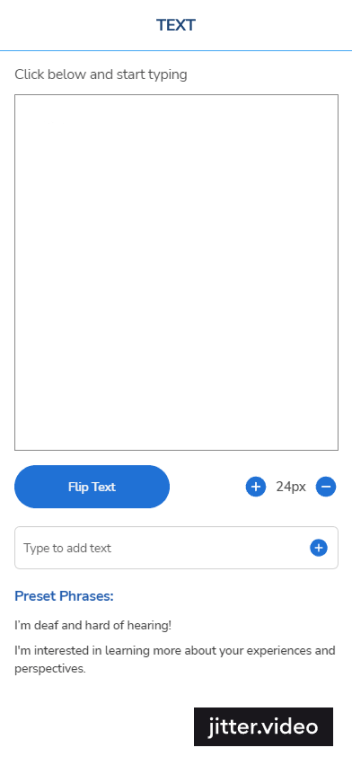 TEXT
Click below and start typing
Flip Text
24px
Type to add text
Preset Phrases:
I'm deaf and hard of hearing!
I'm interested in learning more about your experiences and
perspectives.
jitter.video